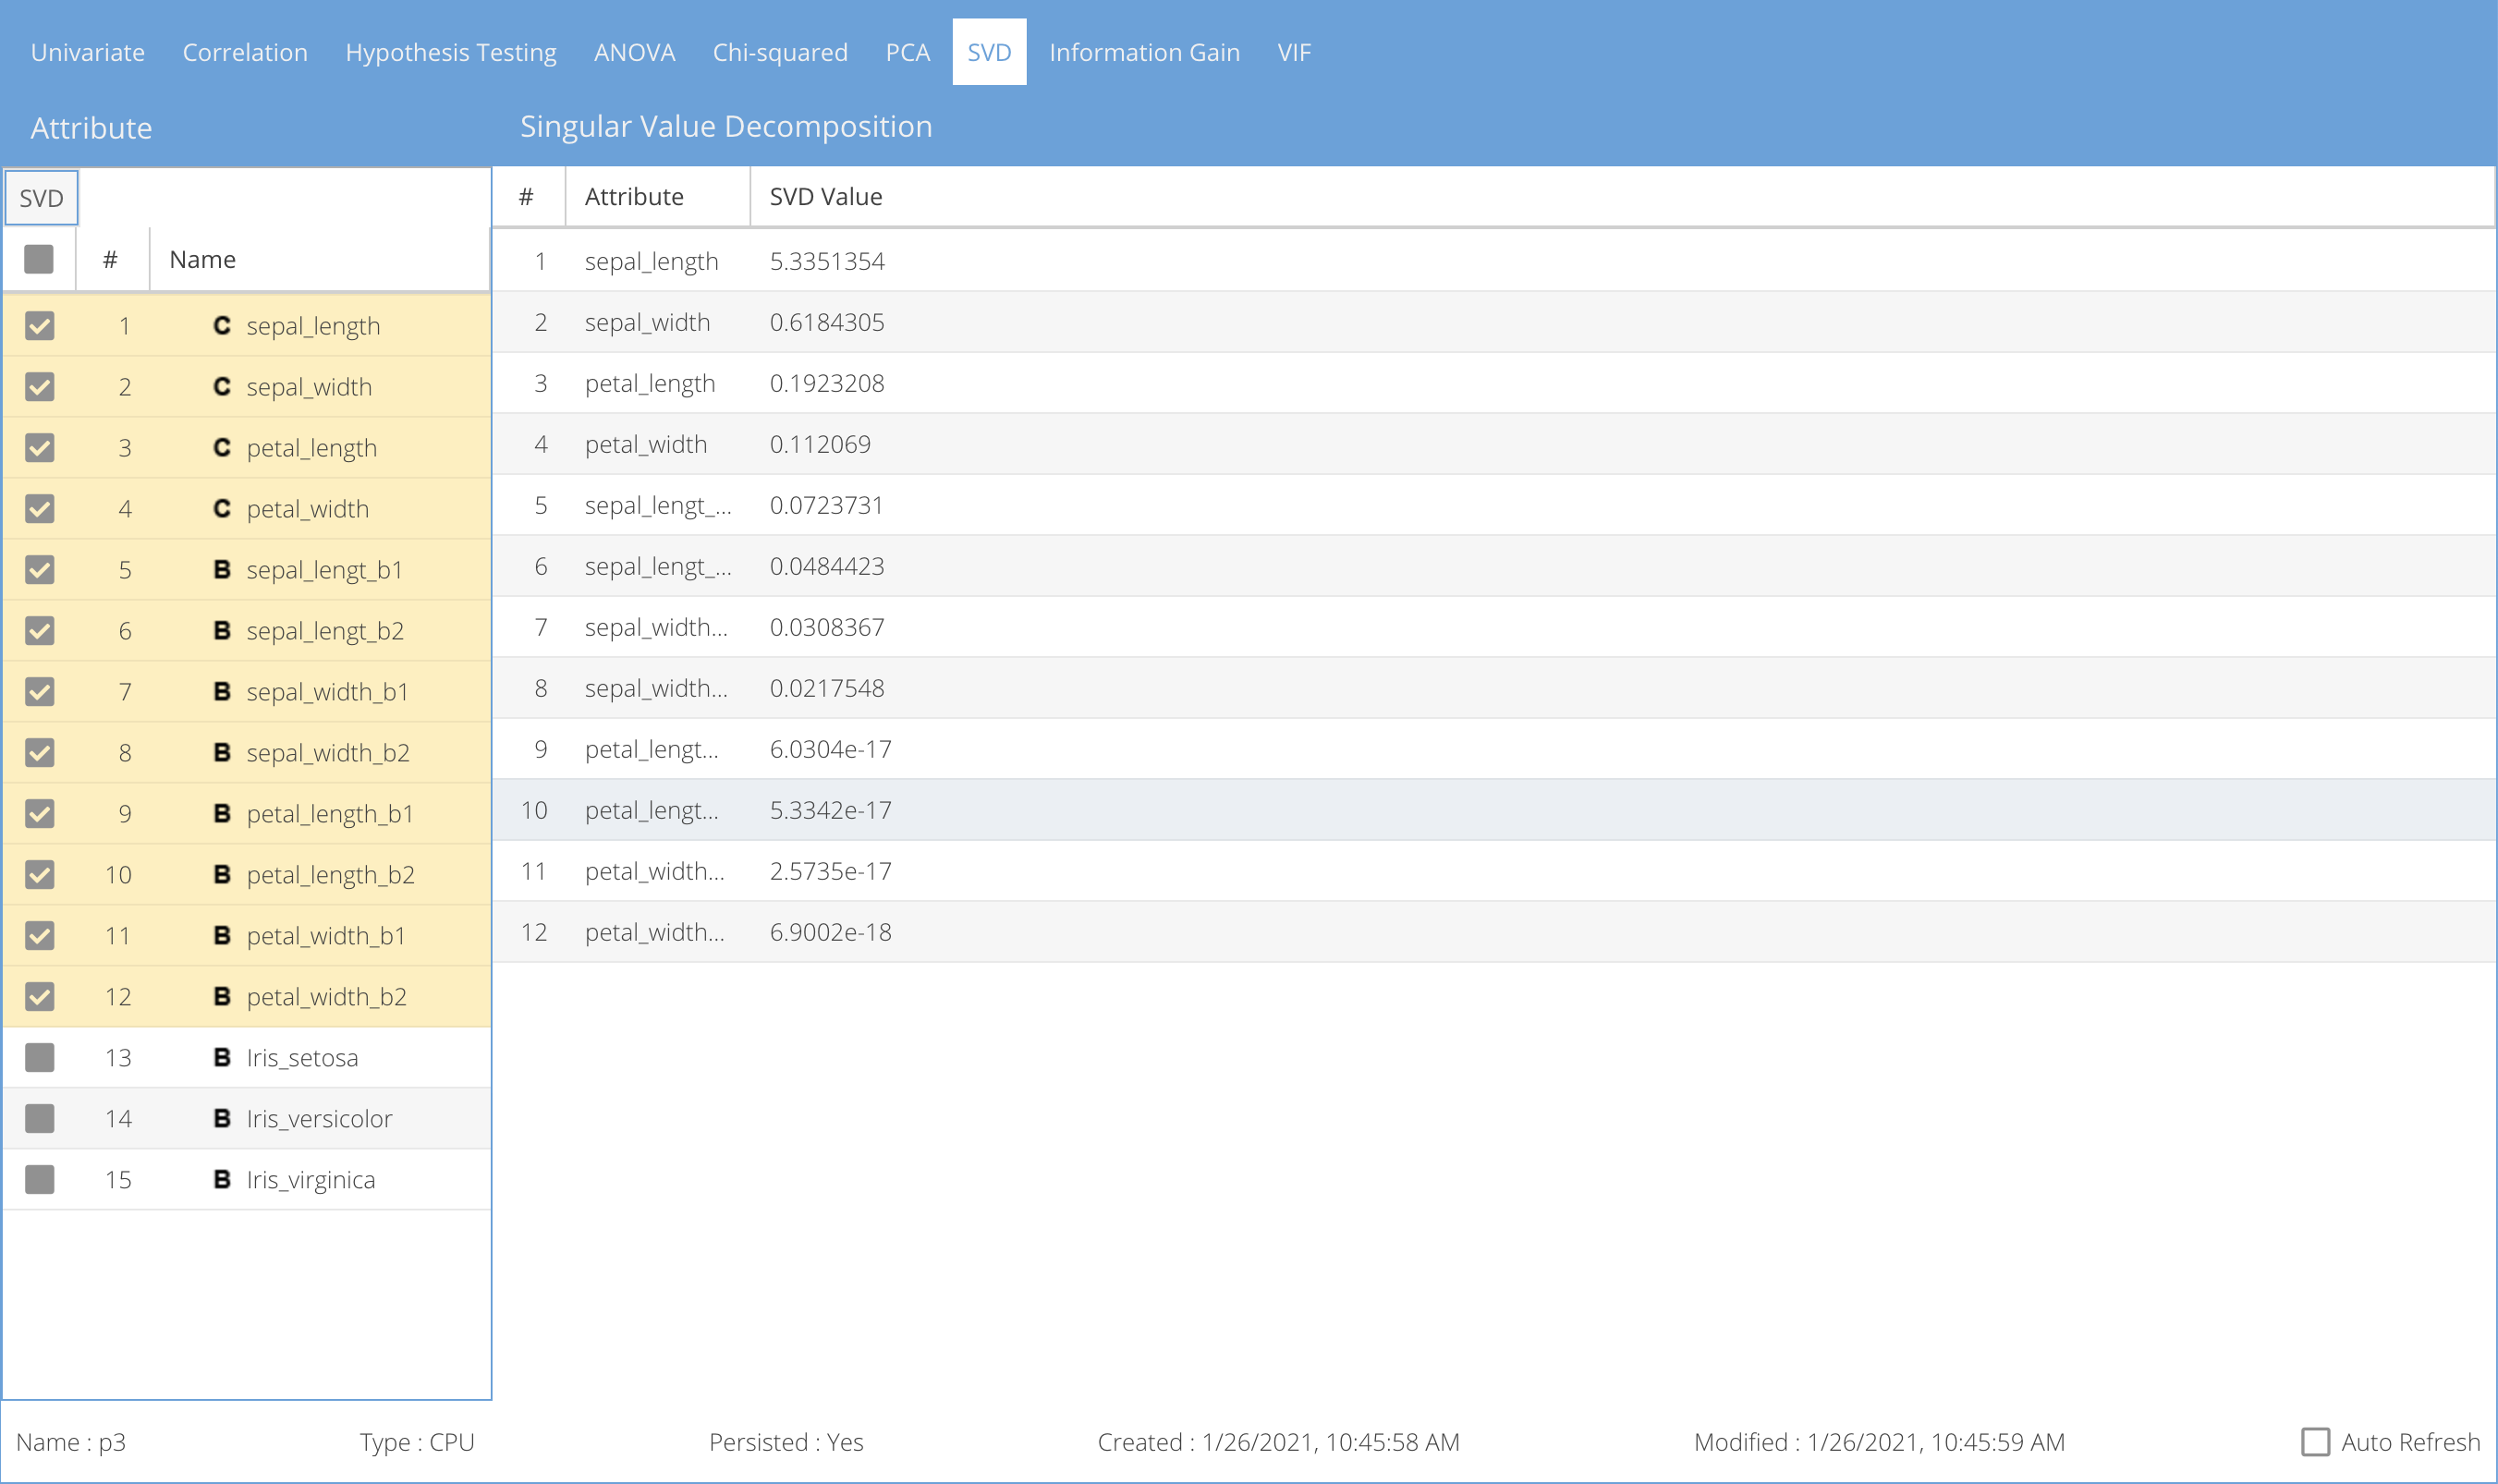 Univariate Correlation Hypothesis Testing ANOVA Chi-squared PCA SVD Information Gain VIF
Attribute
Singular Value Decomposition
SVD
# Name
1 C sepal_length
2 C sepal_width
3 C petal_length
4 C petal_width
5 B sepal_lengt_b1
6 B sepal_lengt_b2
7 B sepal_width_b1
8 B sepal_width_b2
9 B petal_length_b1
10 B petal_length_b2
11 B petal_width_b1
12 B petal_width_b2
13 B Iris_setosa
14 B Iris_versicolor
15 B Iris_virginica
# Attribute SVD Value
1 sepal_length 5.3351354
2 sepal_width 0.6184305
3 petal_length 0.1923208
4 petal_width 0.112069
5 sepal_lengt_... 0.0723731
6 sepal_lengt_... 0.0484423
7 sepal_width... 0.0308367
8 sepal_width... 0.0217548
9 petal_lengt... 6.0304e-17
10 petal_lengt... 5.3342e-17
11 petal_width... 2.5735e-17
12 petal_width... 6.9002e-18
Name : p3 Type : CPU Persisted : Yes Created : 1/26/2021, 10:45:58 AM Modified : 1/26/2021, 10:45:59 AM Auto Refresh